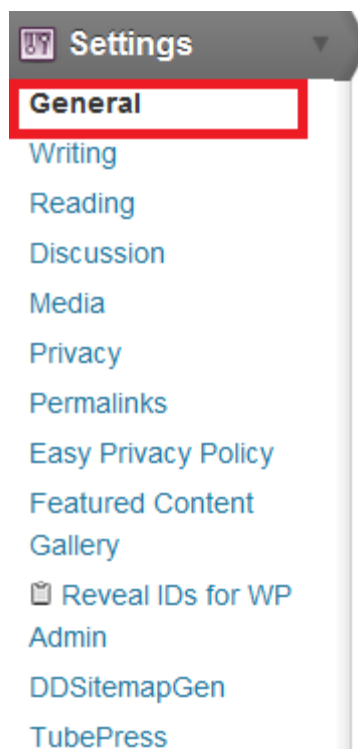 Settings
General
Writing
Reading
Discussion
Media
Privacy
Permalinks
Easy Privacy Policy
Featured Content
Gallery
Reveal IDs for WP
Admin
DDSitemapGen
TubePress